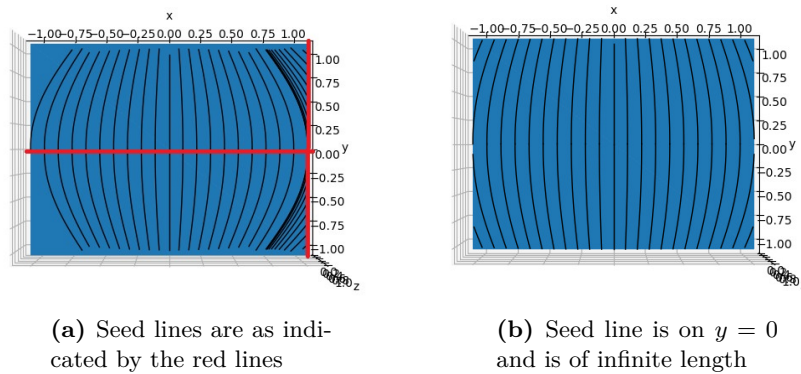 x
x
−1.00 −0.75 −0.50 −0.25 0.00 0.25 0.50 0.75 1.00
−1.00 −0.75 −0.50 −0.25 0.00 0.25 0.50 0.75 1.00
1.00
0.75
0.50
0.25
0.00 y
−0.25
−0.50
−0.75
−1.00
z
1.00
0.75
0.50
0.25
0.00 y
−0.25
−0.50
−0.75
−1.00
(a) Seed lines are as indi-
cated by the red lines
(b) Seed line is on y = 0
and is of infinite length